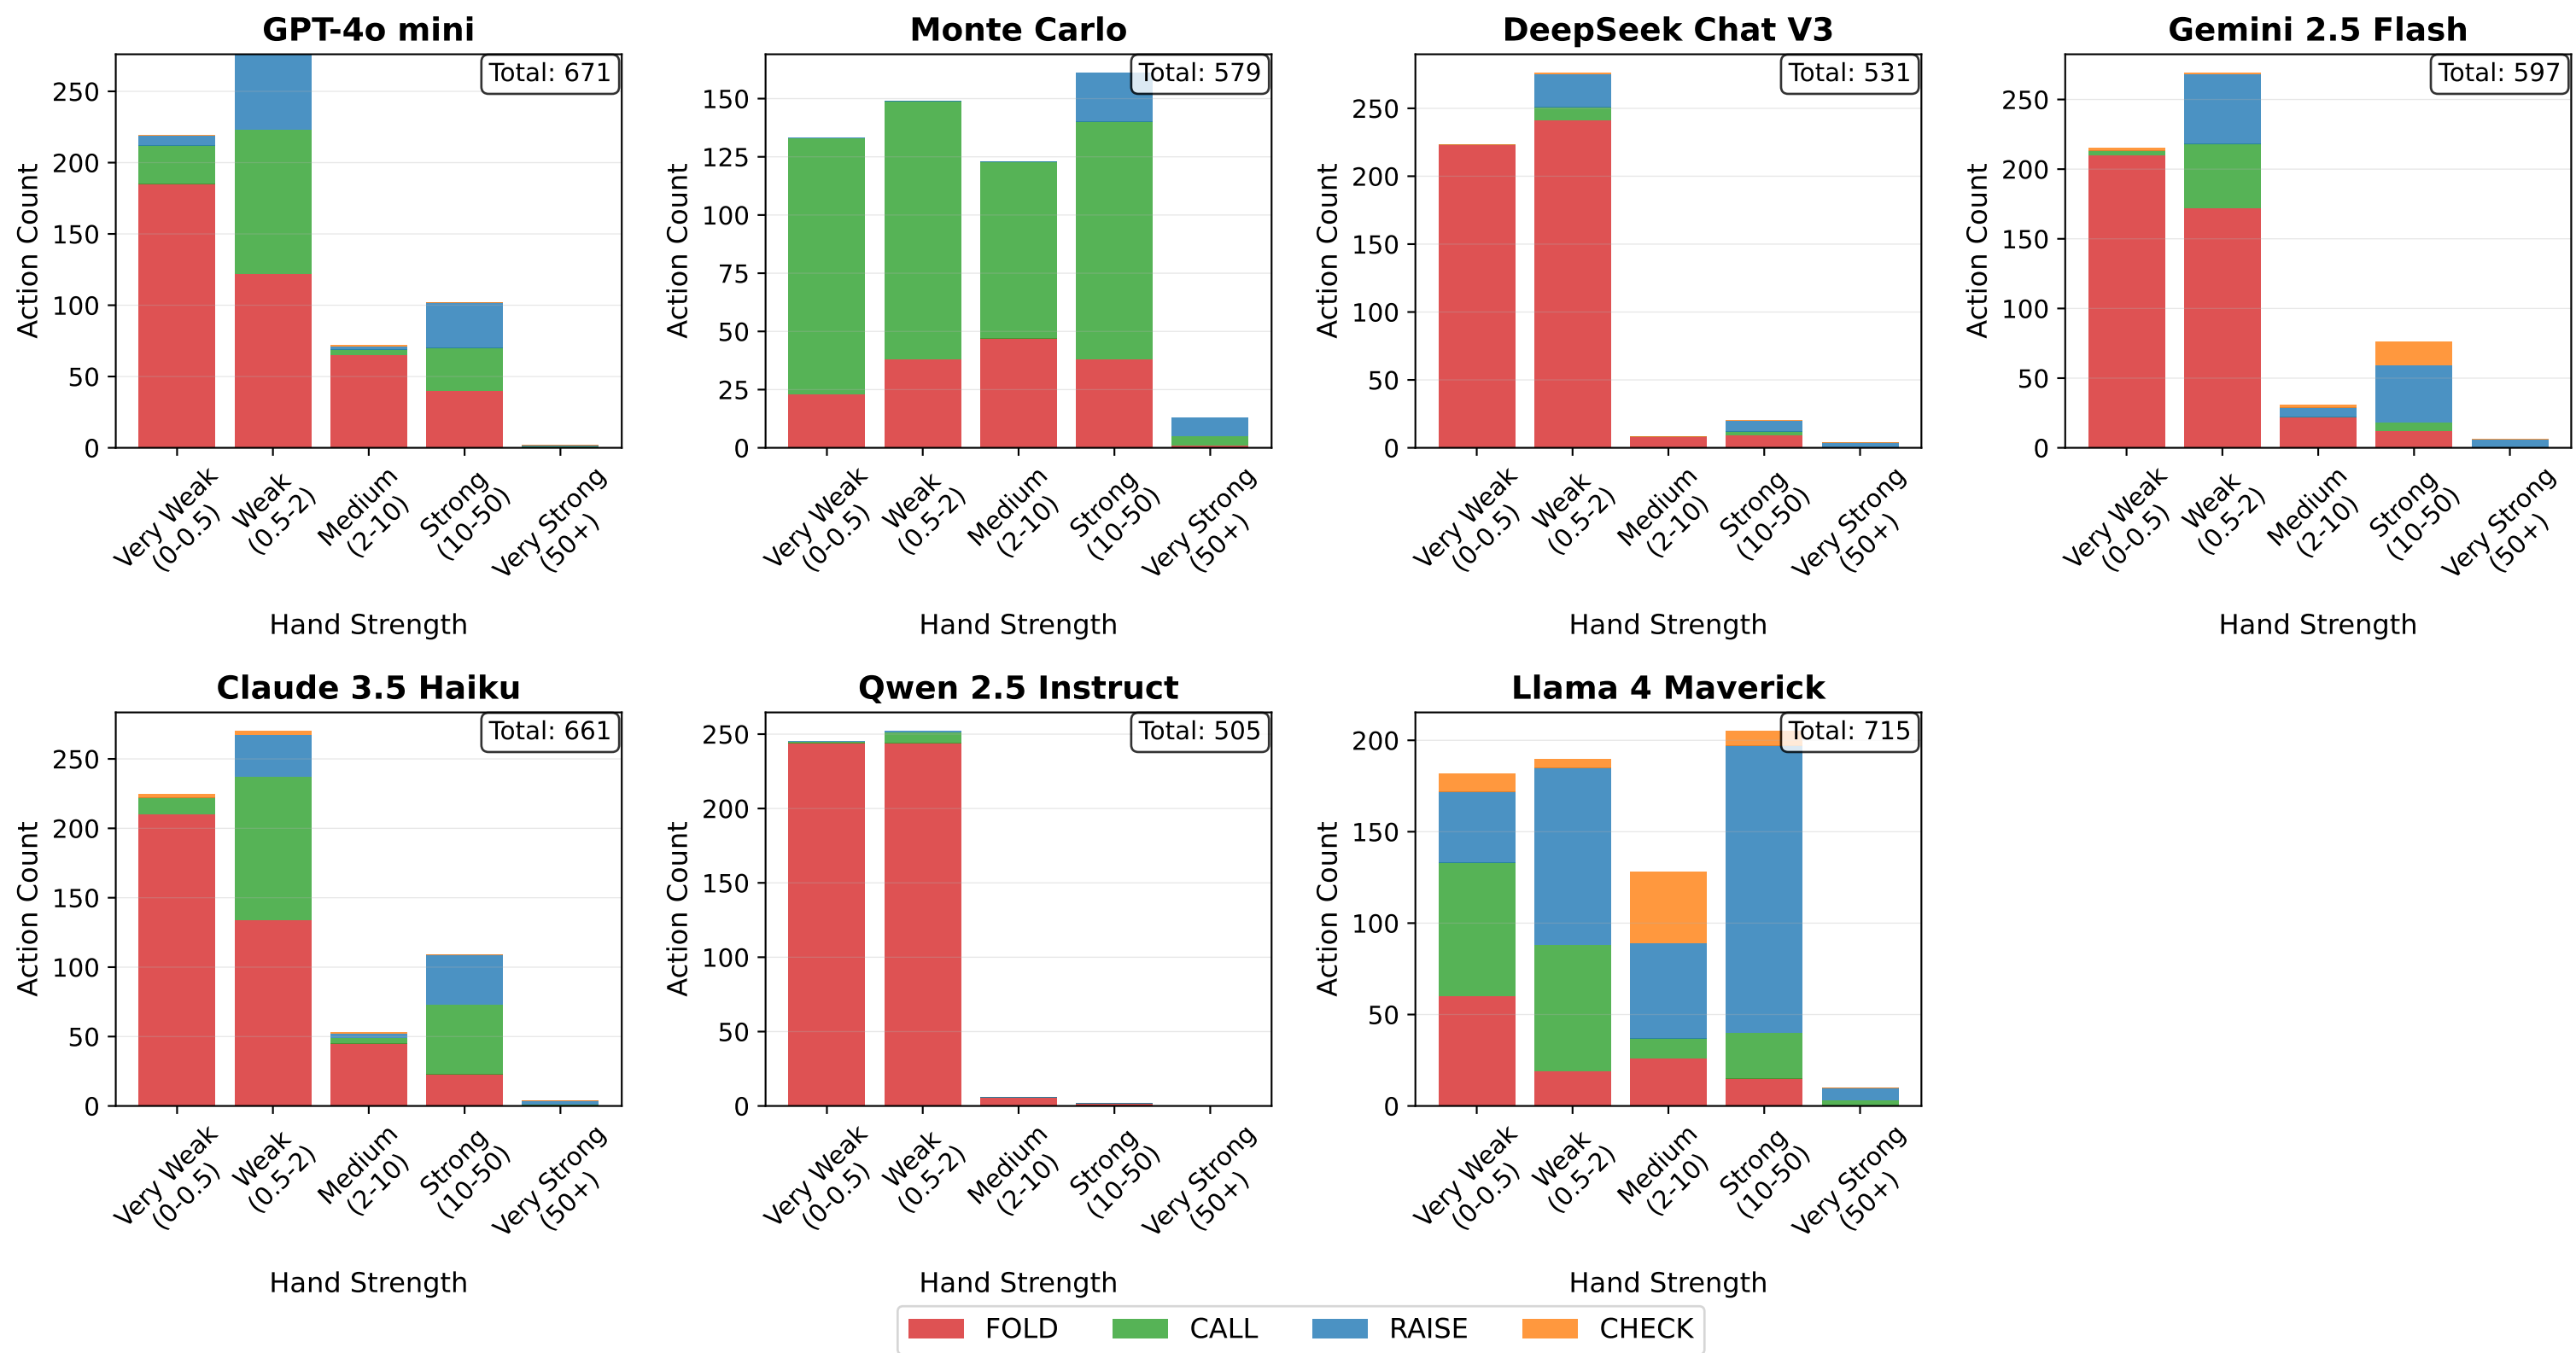 GPT-4o mini
Total: 671
Action Count
250
200
150
100
50
0
Very Weak
(0-0.5)
Weak
(0.5-2)
Medium
(2-10)
Strong
(10-50)
Very Strong
(50+)
Hand Strength
Monte Carlo
Total: 579
Action Count
150
125
100
75
50
25
0
Very Weak
(0-0.5)
Weak
(0.5-2)
Medium
(2-10)
Strong
(10-50)
Very Strong
(50+)
Hand Strength
DeepSeek Chat V3
Total: 531
Action Count
250
200
150
100
50
0
Very Weak
(0-0.5)
Weak
(0.5-2)
Medium
(2-10)
Strong
(10-50)
Very Strong
(50+)
Hand Strength
Gemini 2.5 Flash
Total: 597
Action Count
250
200
150
100
50
0
Very Weak
(0-0.5)
Weak
(0.5-2)
Medium
(2-10)
Strong
(10-50)
Very Strong
(50+)
Hand Strength
Claude 3.5 Haiku
Total: 661
Action Count
250
200
150
100
50
0
Very Weak
(0-0.5)
Weak
(0.5-2)
Medium
(2-10)
Strong
(10-50)
Very Strong
(50+)
Hand Strength
Qwen 2.5 Instruct
Total: 505
Action Count
250
200
150
100
50
0
Very Weak
(0-0.5)
Weak
(0.5-2)
Medium
(2-10)
Strong
(10-50)
Very Strong
(50+)
Hand Strength
Llama 4 Maverick
Total: 715
Action Count
200
150
100
50
0
Very Weak
(0-0.5)
Weak
(0.5-2)
Medium
(2-10)
Strong
(10-50)
Very Strong
(50+)
Hand Strength
FOLD CALL RAISE CHECK